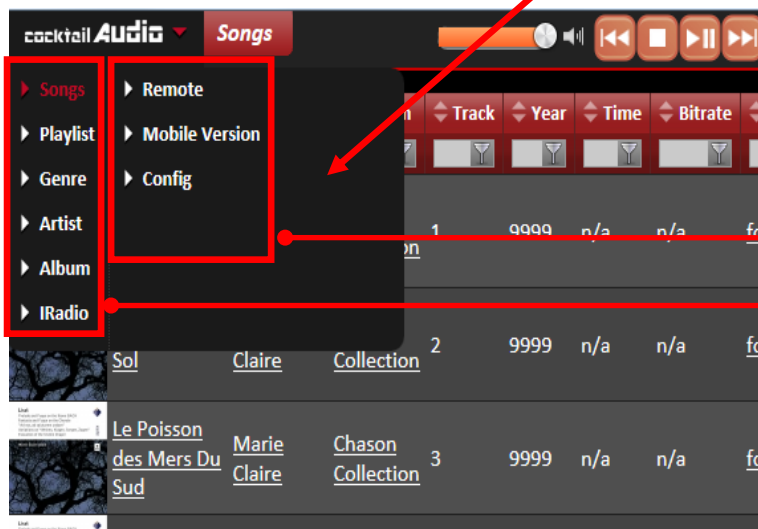 cocktail Audio Songs
Songs
Playlist
Genre
Artist
Album
IRadio
Remote
Mobile Version
Config
Track Year Time Bitrate
1 9999 n/a n/a
Sol Claire Collection 2 9999 n/a n/a
Le Poisson
des Mers Du
Sud
Marie
Claire
Chason
Collection
3 9999 n/a n/a